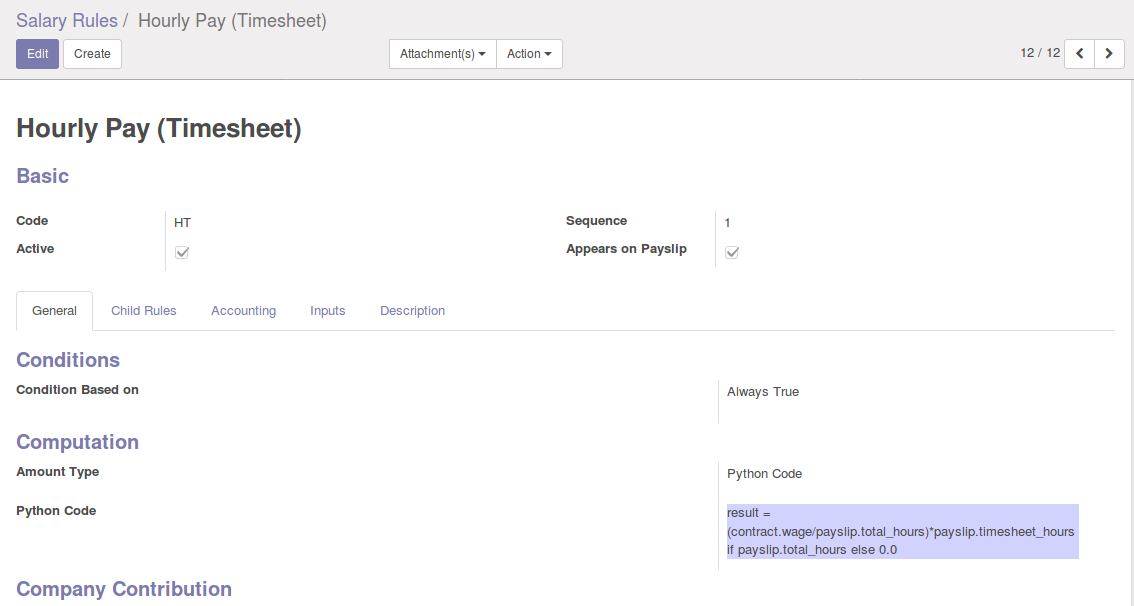 Salary Rules / Hourly Pay (Timesheet)
Edit Create Attachment(s) Action 12 / 12
Hourly Pay (Timesheet)
Basic
Code HT Sequence 1
Active Appears on Payslip
General Child Rules Accounting Inputs Description
Conditions
Condition Based on Always True
Computation
Amount Type Python Code
Python Code result =
(contract.wage/payslip.total_hours)*payslip.timesheet_hours
if payslip.total_hours else 0.0
Company Contribution